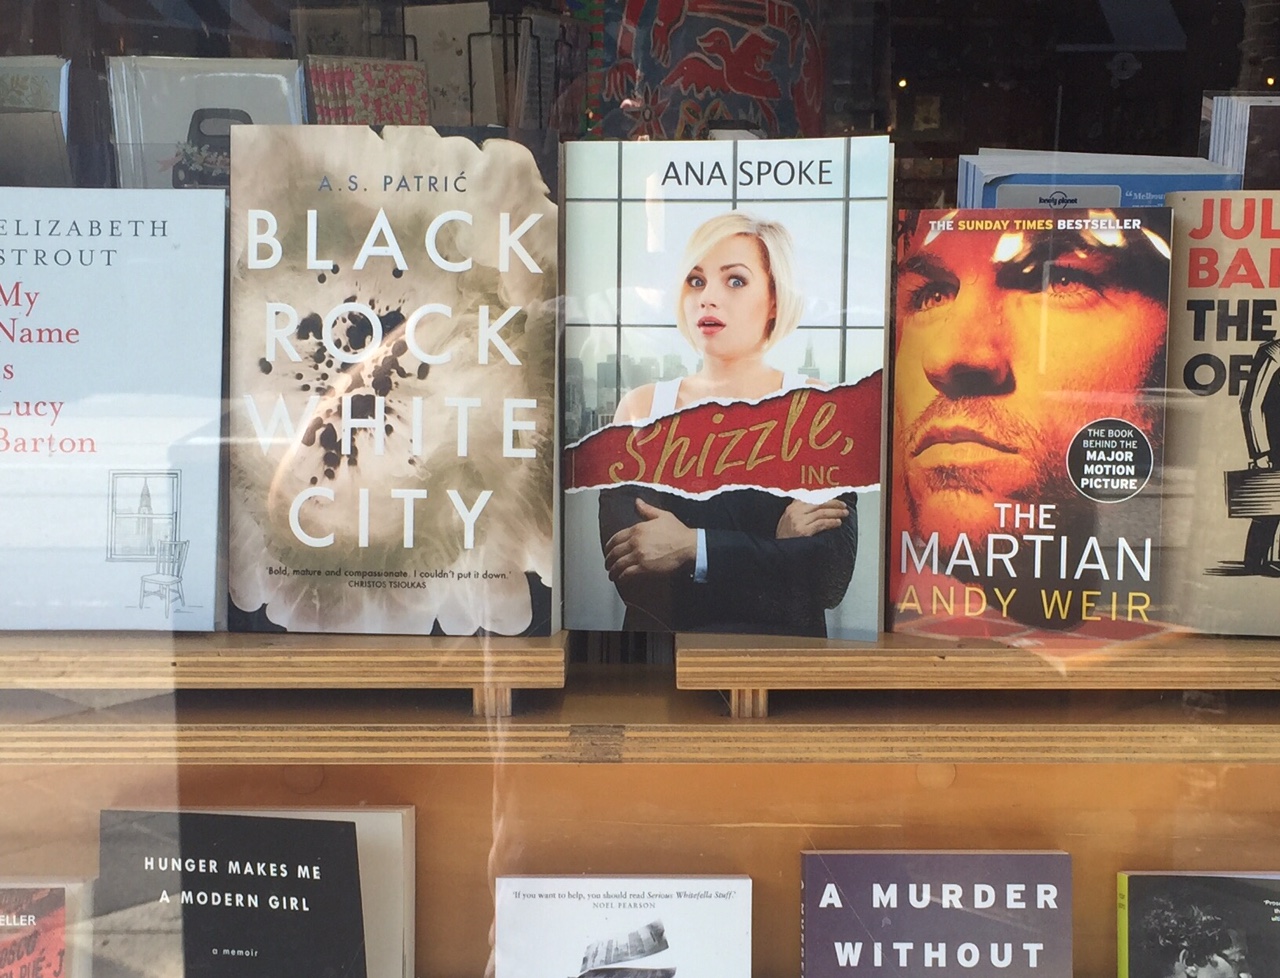 ELIZABETH
STROUT
My
Name
is
Lucy
Barton
A.S. PATRIĆ
BLACK
ROCK
WHITE
CITY
'Bold, mature and compassionate. I couldn't put it down.'
CHRISTOS TSIOLKAS
ANA SPOKE
Shizzle,
INC
lonely planet
THE SUNDAY TIMES BESTSELLER
THE BOOK
BEHIND THE
MAJOR
MOTION
PICTURE
THE
MARTIAN
ANDY WEIR
JUL
BA
THE
OF
HUNGER MAKES ME
A MODERN GIRL
a memoir
'If you want to help, you should read Serious Whitefella Stuff.'
NOEL PEARSON
A MURDER
WITHOUT